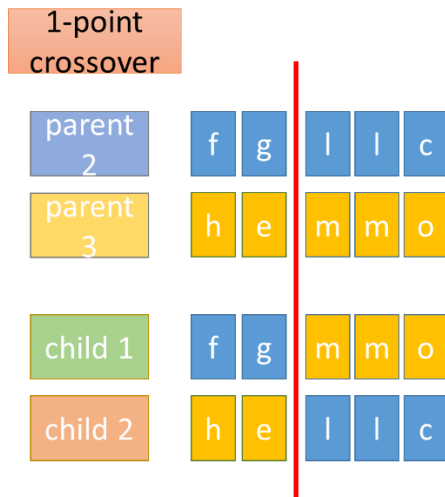 1-point
crossover
parent
2
f g l l c
parent
3
h e m m o
child 1
f g m m o
child 2
h e l l c